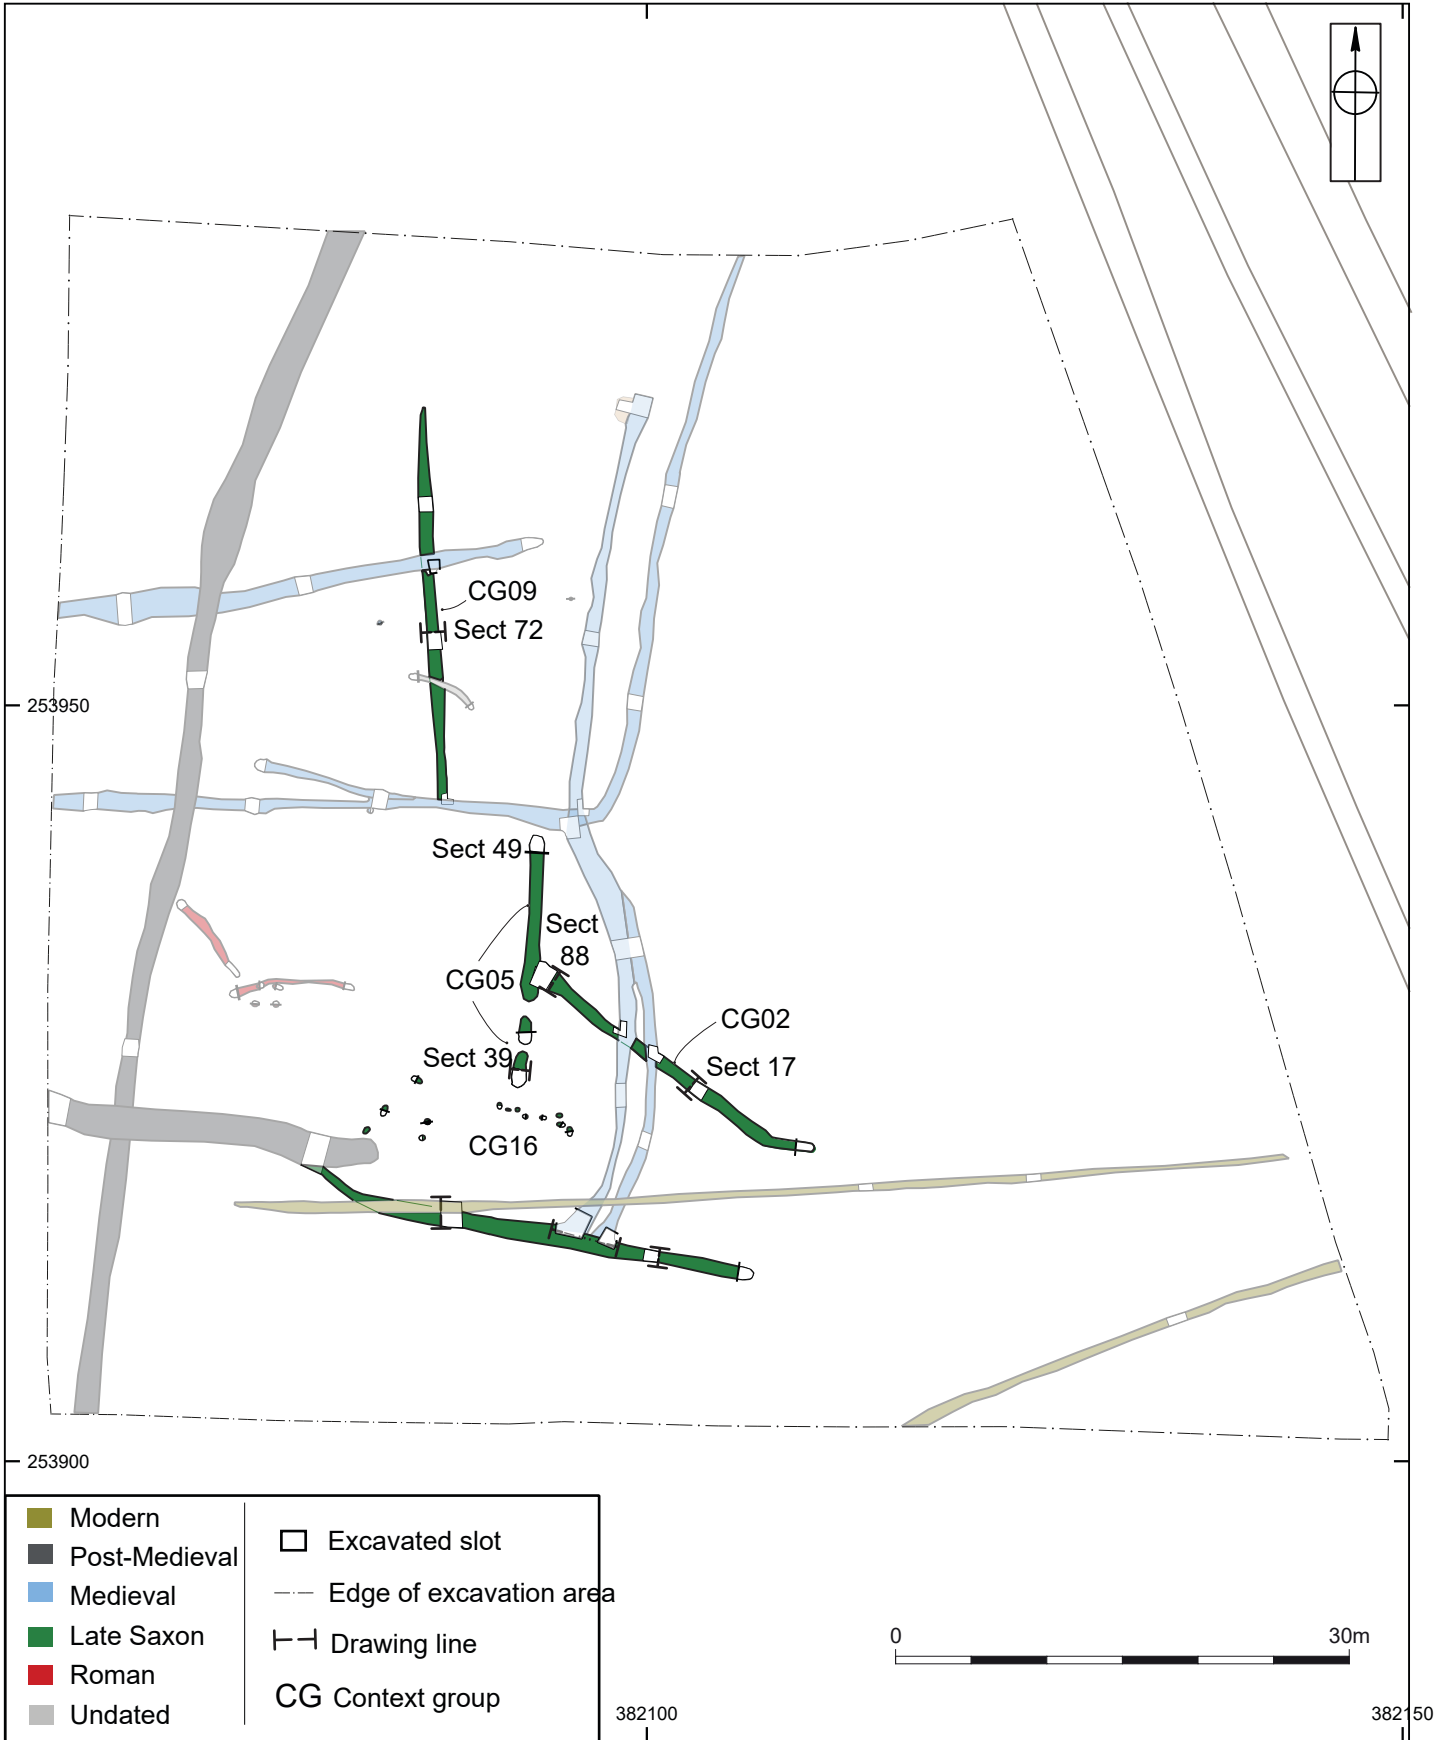 CG09
Sect 72
253950
Sect 49
Sect
88
CG05
CG02
Sect 39
Sect 17
CG16
253900
Modern
Post-Medieval
Medieval
Late Saxon
Roman
Undated
Excavated slot
Edge of excavation area
Drawing line
CG Context group
0 30m
382100
382150